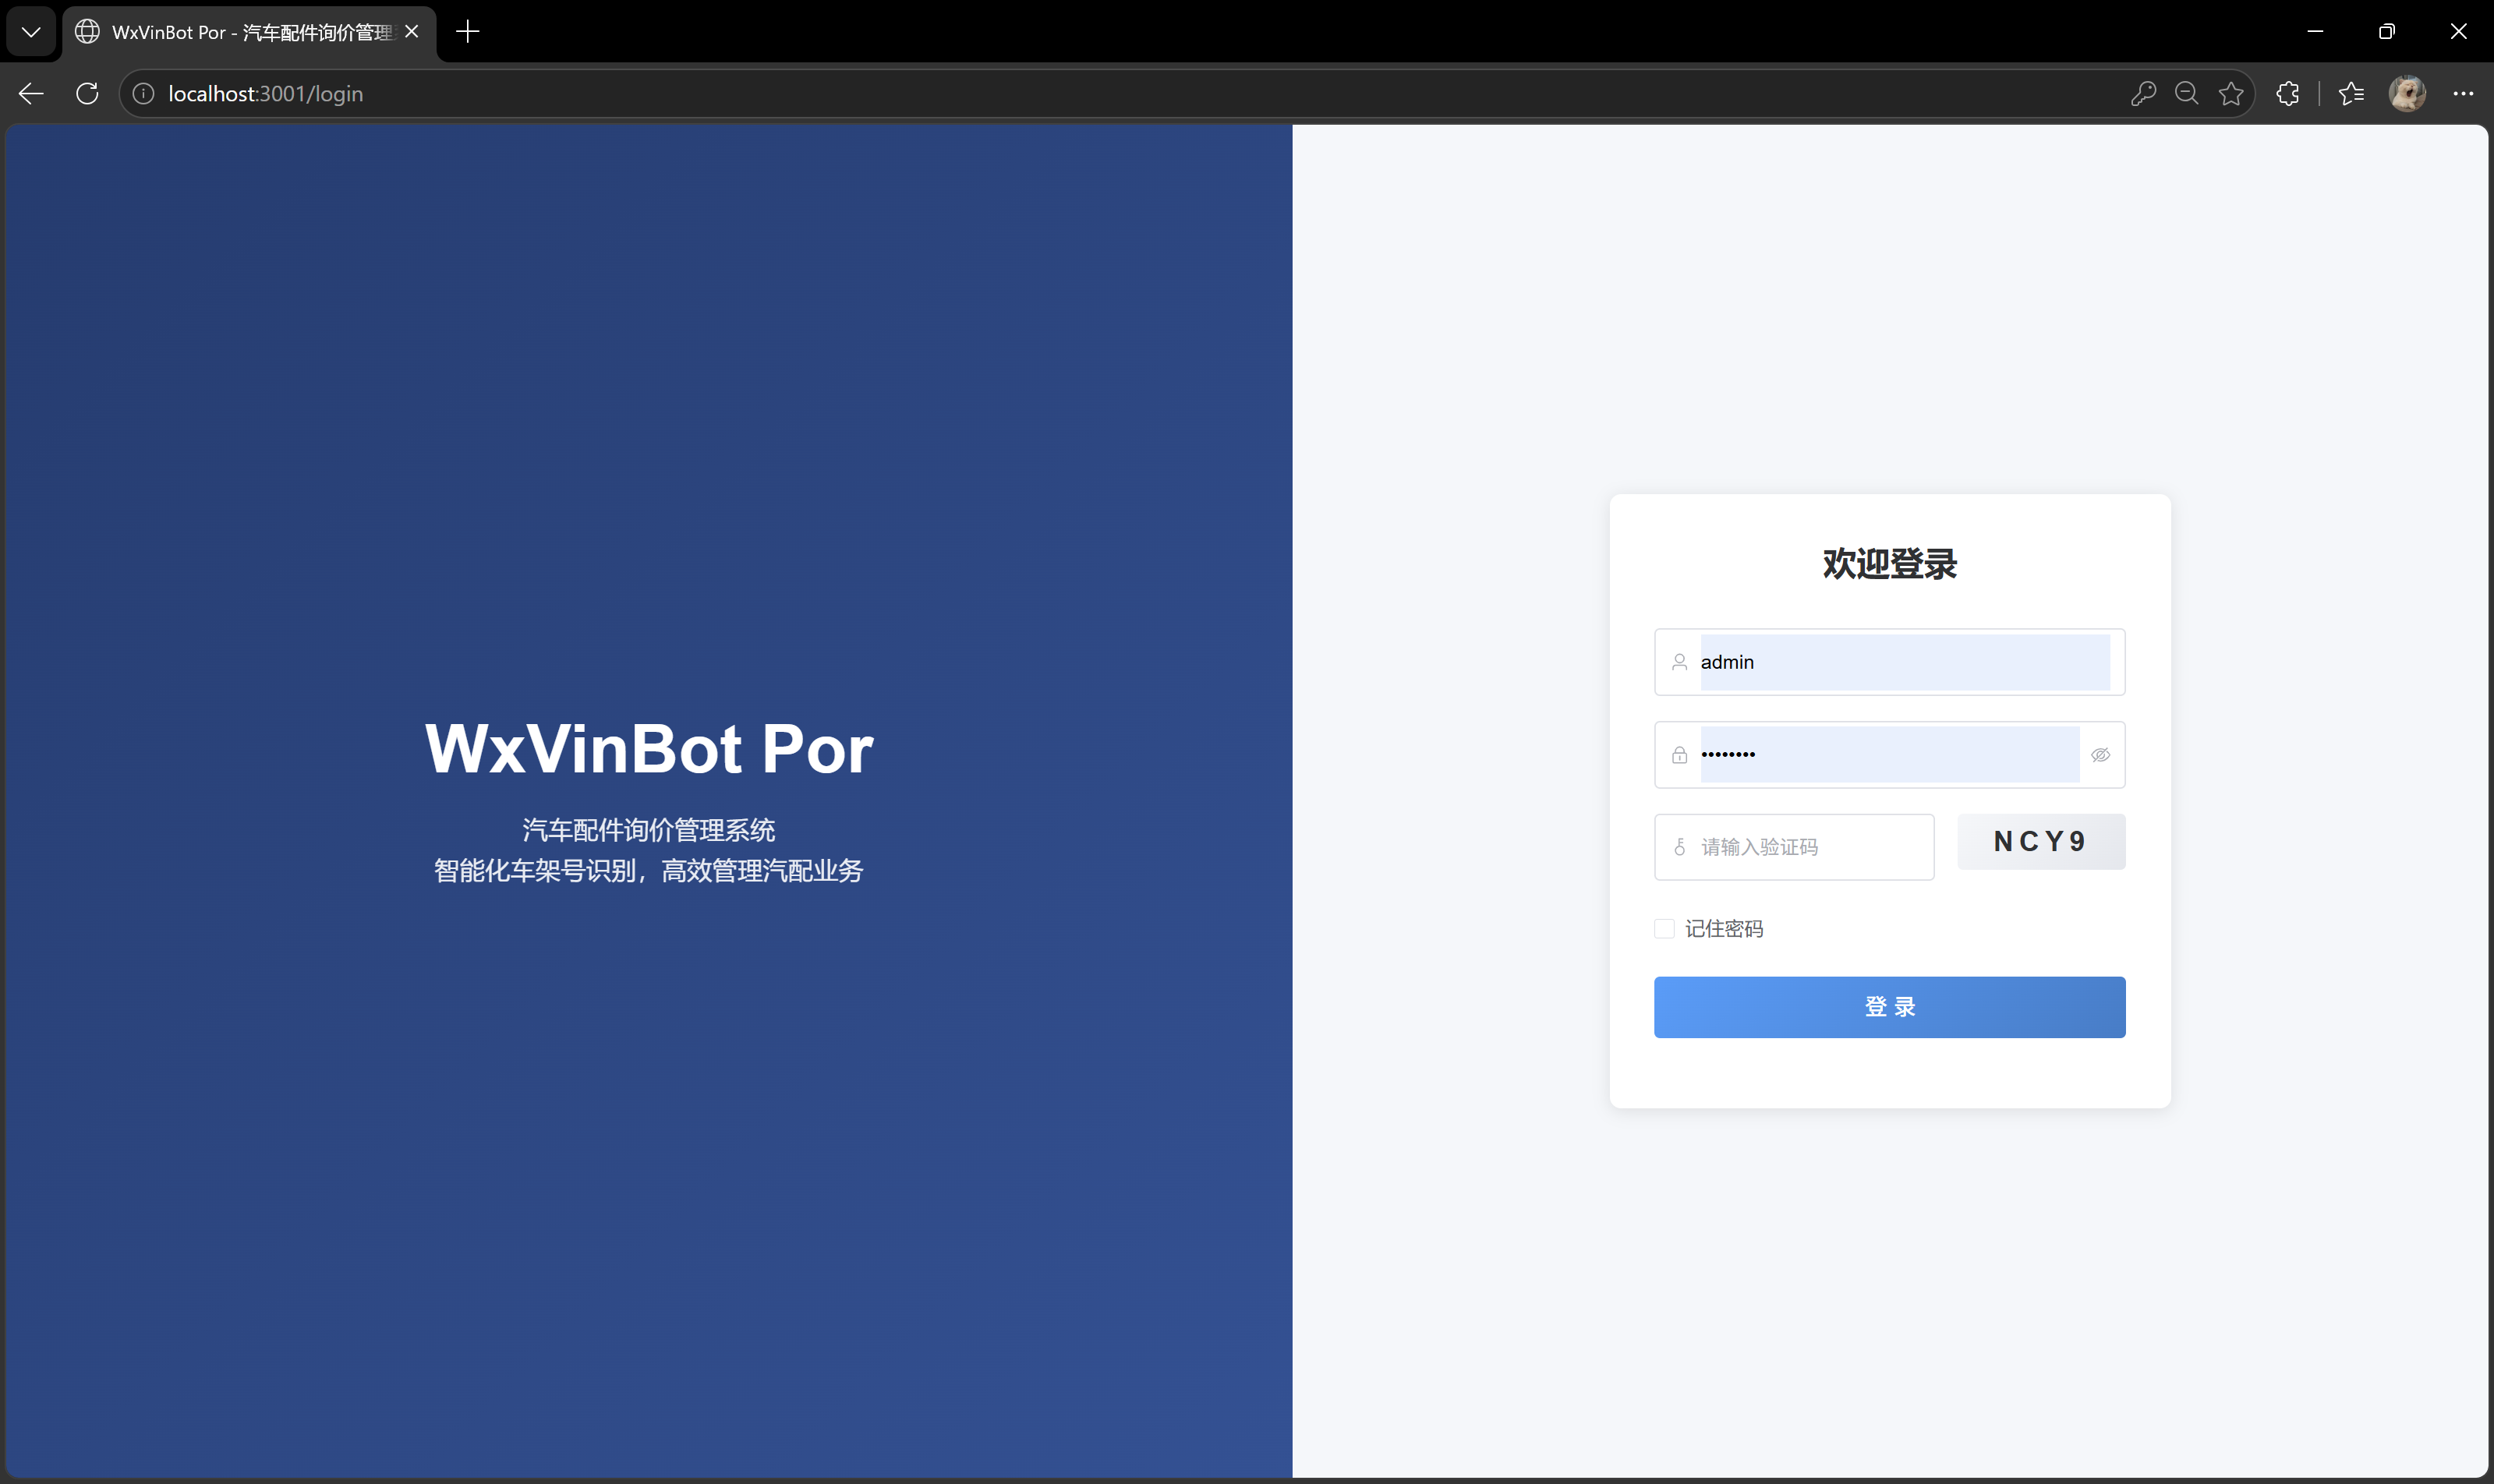 WxVinBot Por - 汽车配件询价管理
localhost:3001/login
WxVinBot Por
汽车配件询价管理系统
智能化车架号识别，高效管理汽配业务
欢迎登录
admin
••••••••
请输入验证码
NCY9
记住密码
登 录